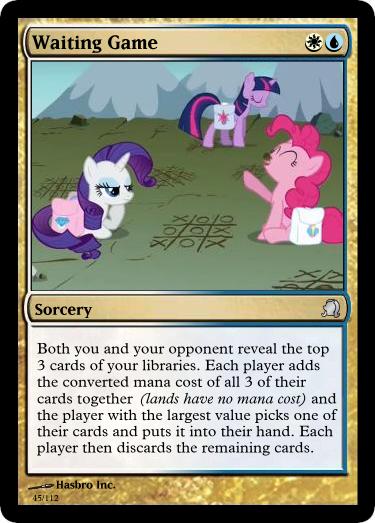 Waiting Game
XOX
XOX
Sorcery
Both you and your opponent reveal the top
3 cards of your libraries. Each player adds
the converted mana cost of all 3 of their
cards together (lands have no mana cost) and
the player with the largest value picks one of
their cards and puts it into their hand. Each
player then discards the remaining cards.
Hasbro Inc.
45/112